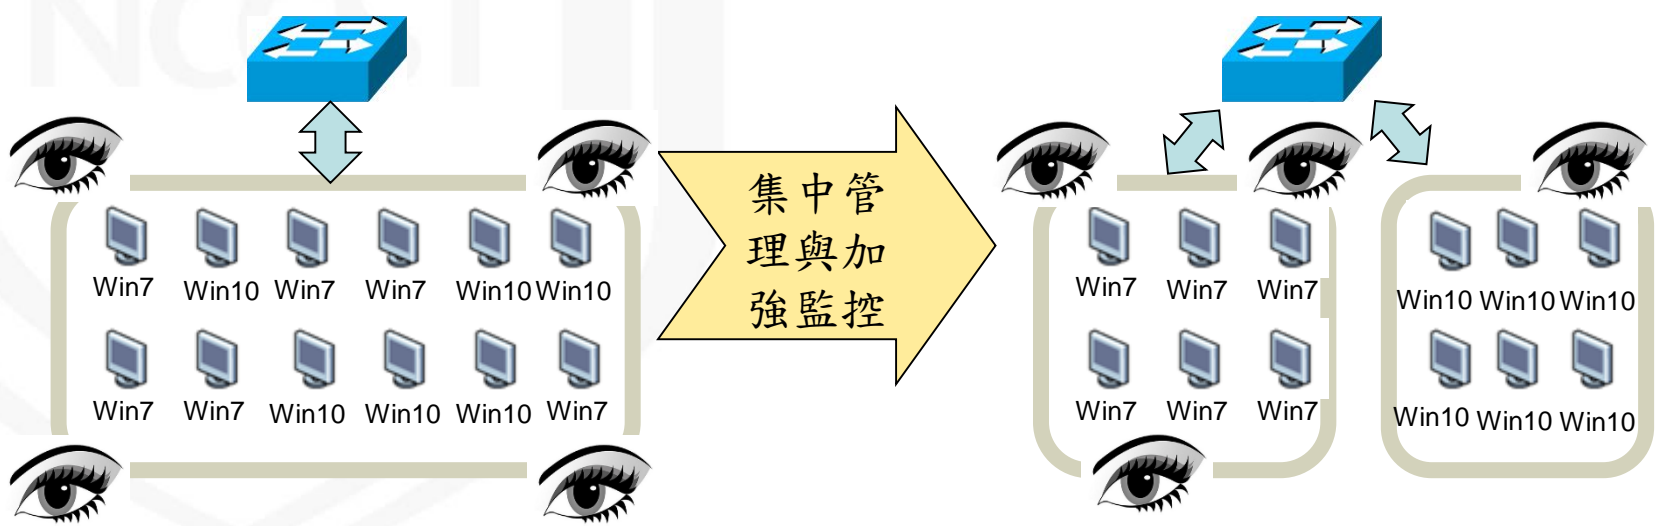 NCCST
Win7 Win10 Win7 Win7 Win10 Win10
Win7 Win7 Win10 Win10 Win10 Win7
集中管
理與加
強監控
Win7 Win7 Win7
Win7 Win7 Win7
Win10 Win10 Win10
Win10 Win10 Win10